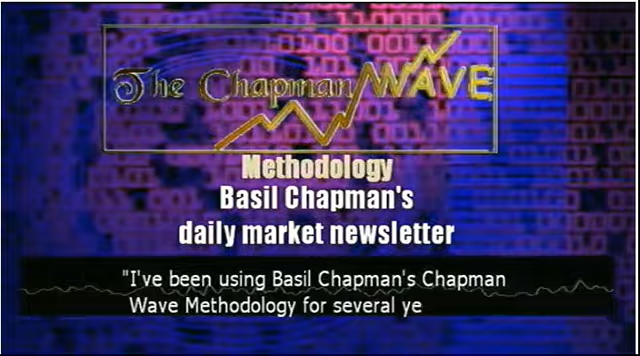 The Chapman WAVE
Methodology
Basil Chapman's
daily market newsletter
"I've been using Basil Chapman's Chapman
Wave Methodology for several ye